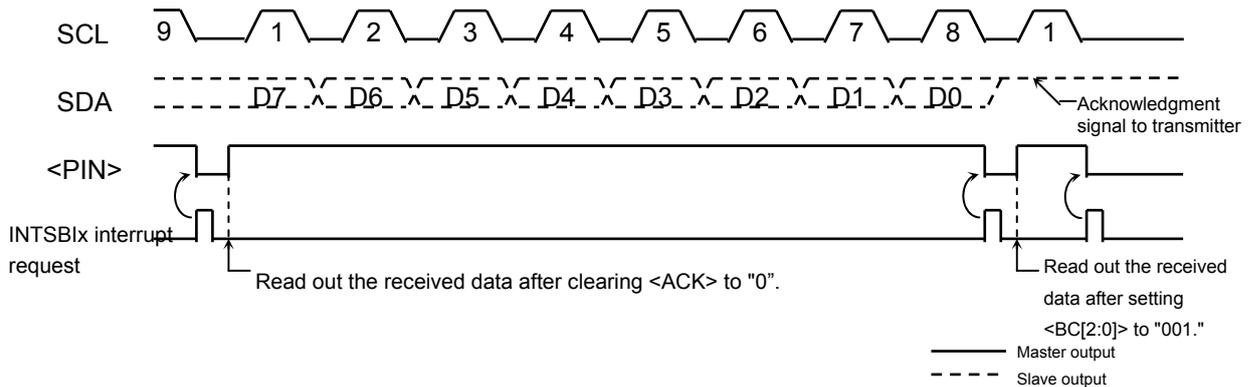 SCL 9 1 2 3 4 5 6 7 8 1
SDA D7 D6 D5 D4 D3 D2 D1 D0
Acknowledgment
signal to transmitter
<PIN>
INTSBIx interrupt
request
Read out the received data after clearing <ACK> to "0”.
Read out the received
data after setting
<BC[2:0]> to "001."
Master output
Slave output